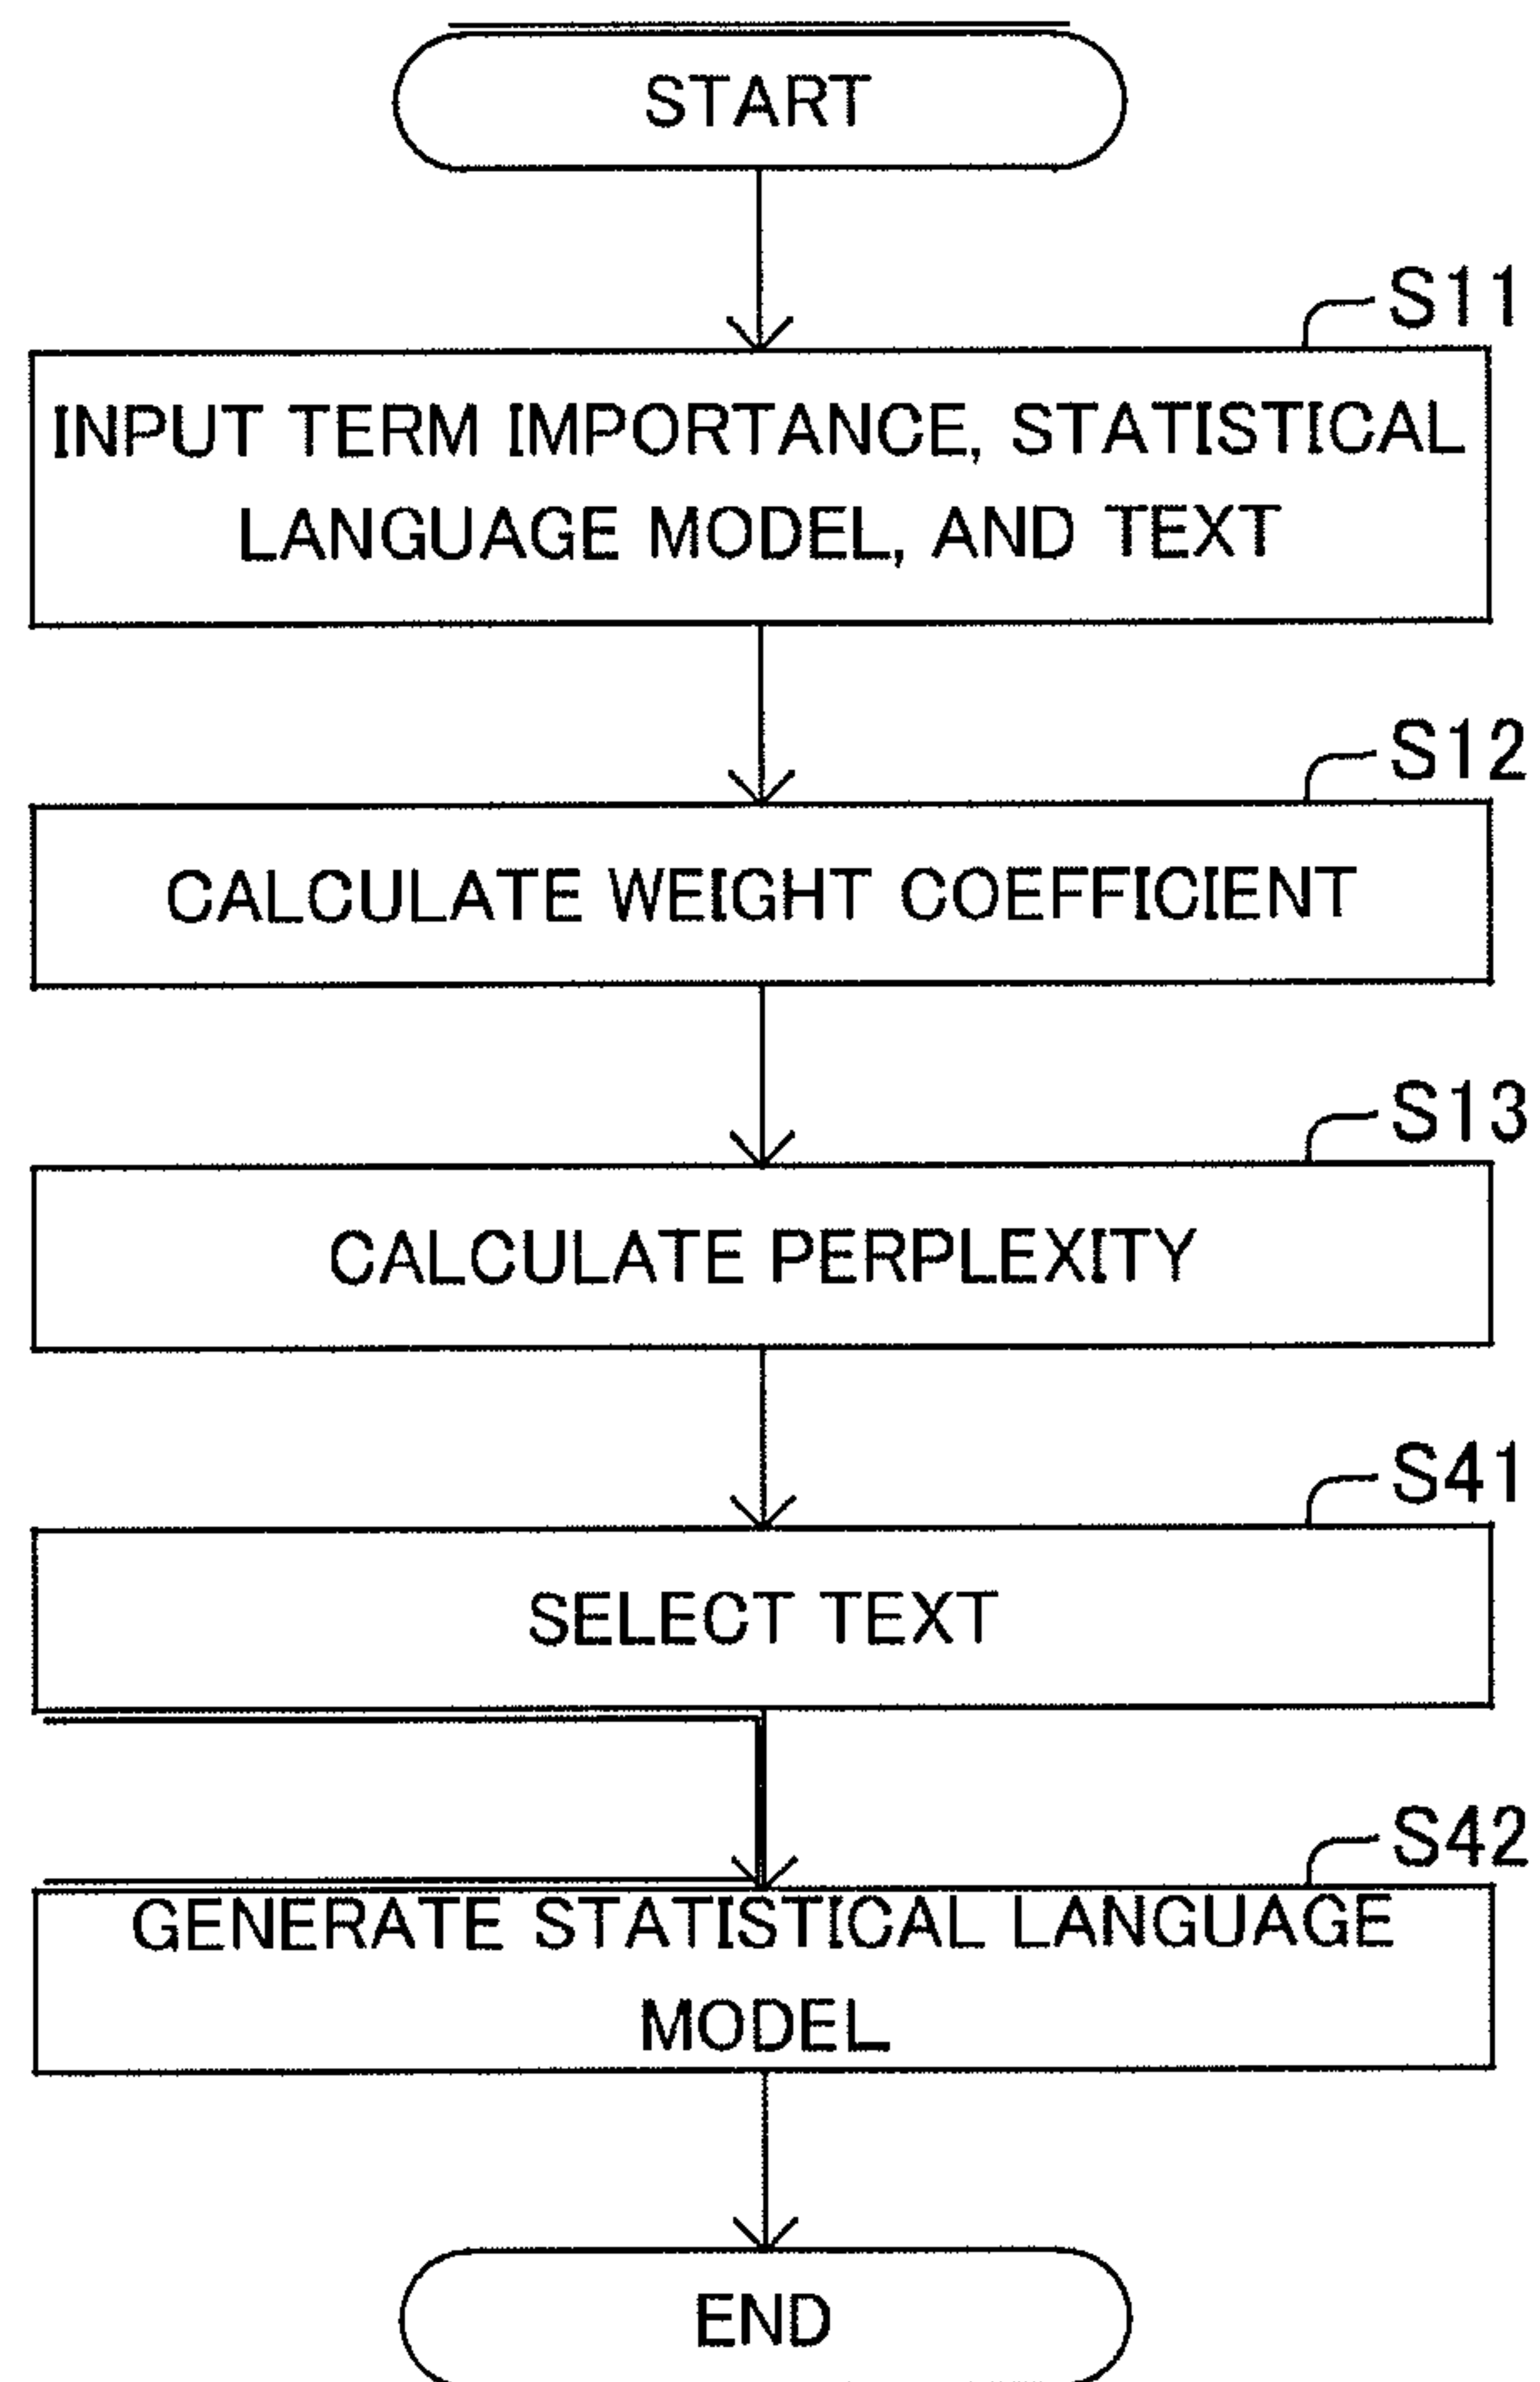 START
S11
INPUT TERM IMPORTANCE, STATISTICAL
LANGUAGE MODEL, AND TEXT
S12
CALCULATE WEIGHT COEFFICIENT
S13
CALCULATE PERPLEXITY
S41
SELECT TEXT
S42
GENERATE STATISTICAL LANGUAGE
MODEL
END